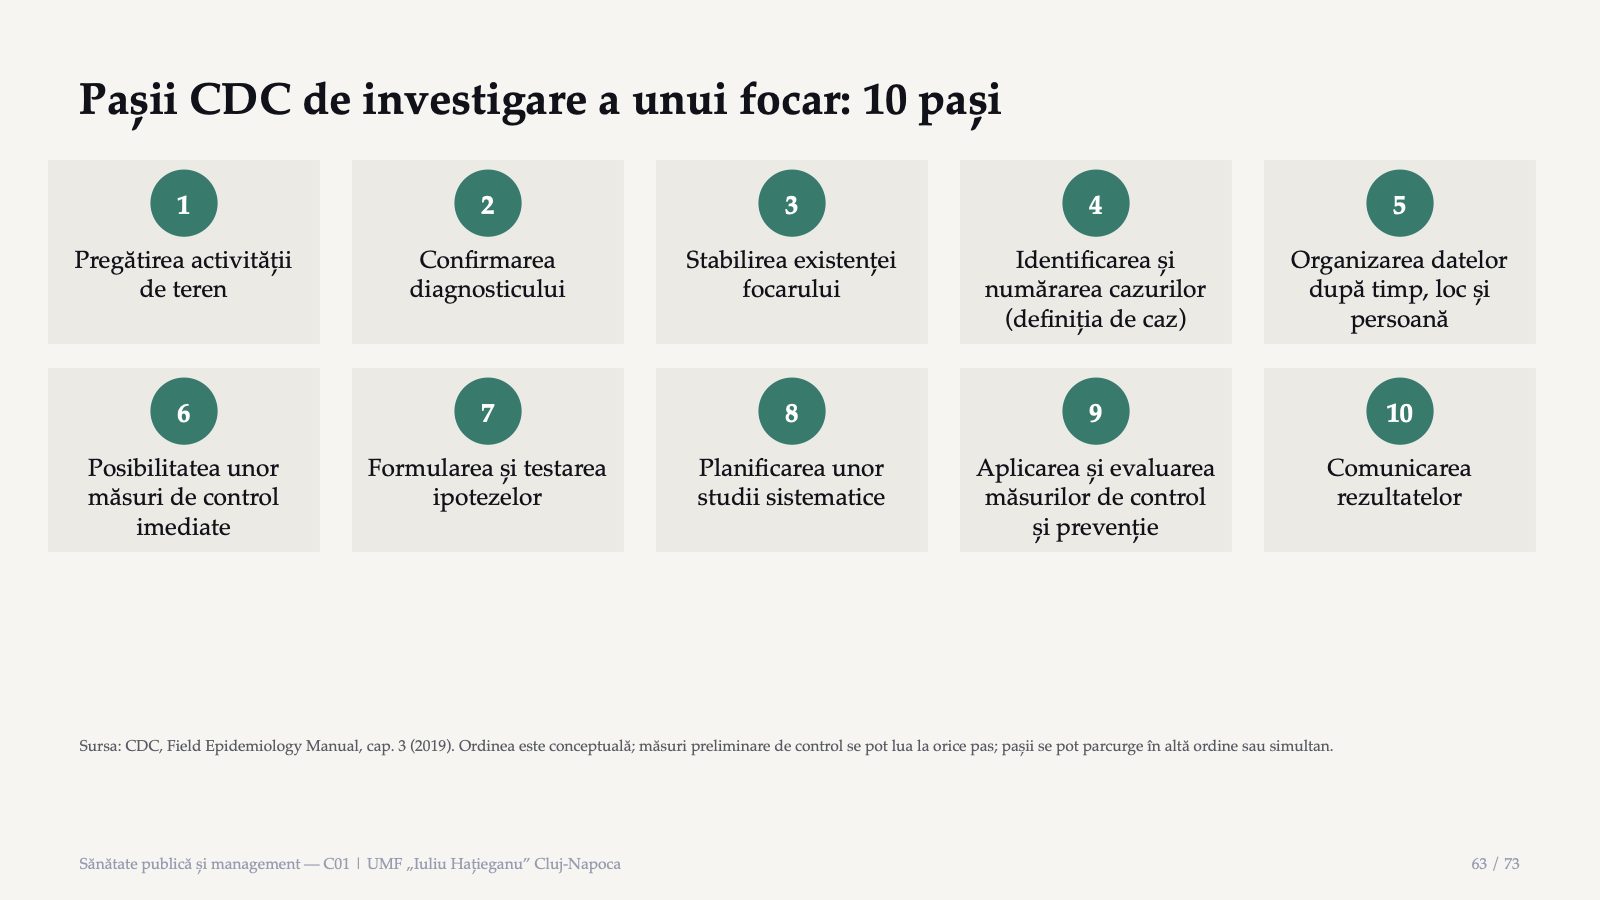 Pașii CDC de investigare a unui focar: 10 pași
1
Pregătirea activității
de teren
2
Confirmarea
diagnosticului
3
Stabilirea existenței
focarului
4
Identificarea și
numărarea cazurilor
(definiția de caz)
5
Organizarea datelor
după timp, loc și
persoană
6
Posibilitatea unor
măsuri de control
imediate
7
Formularea și testarea
ipotezelor
8
Planificarea unor
studii sistematice
9
Aplicarea și evaluarea
măsurilor de control
și prevenție
10
Comunicarea
rezultatelor
Sursa: CDC, Field Epidemiology Manual, cap. 3 (2019). Ordinea este conceptuală; măsuri preliminare de control se pot lua la orice pas; pașii se pot parcurge în altă ordine sau simultan.
Sănătate publică și management — C01 | UMF „Iuliu Hațieganu” Cluj-Napoca
63 / 73